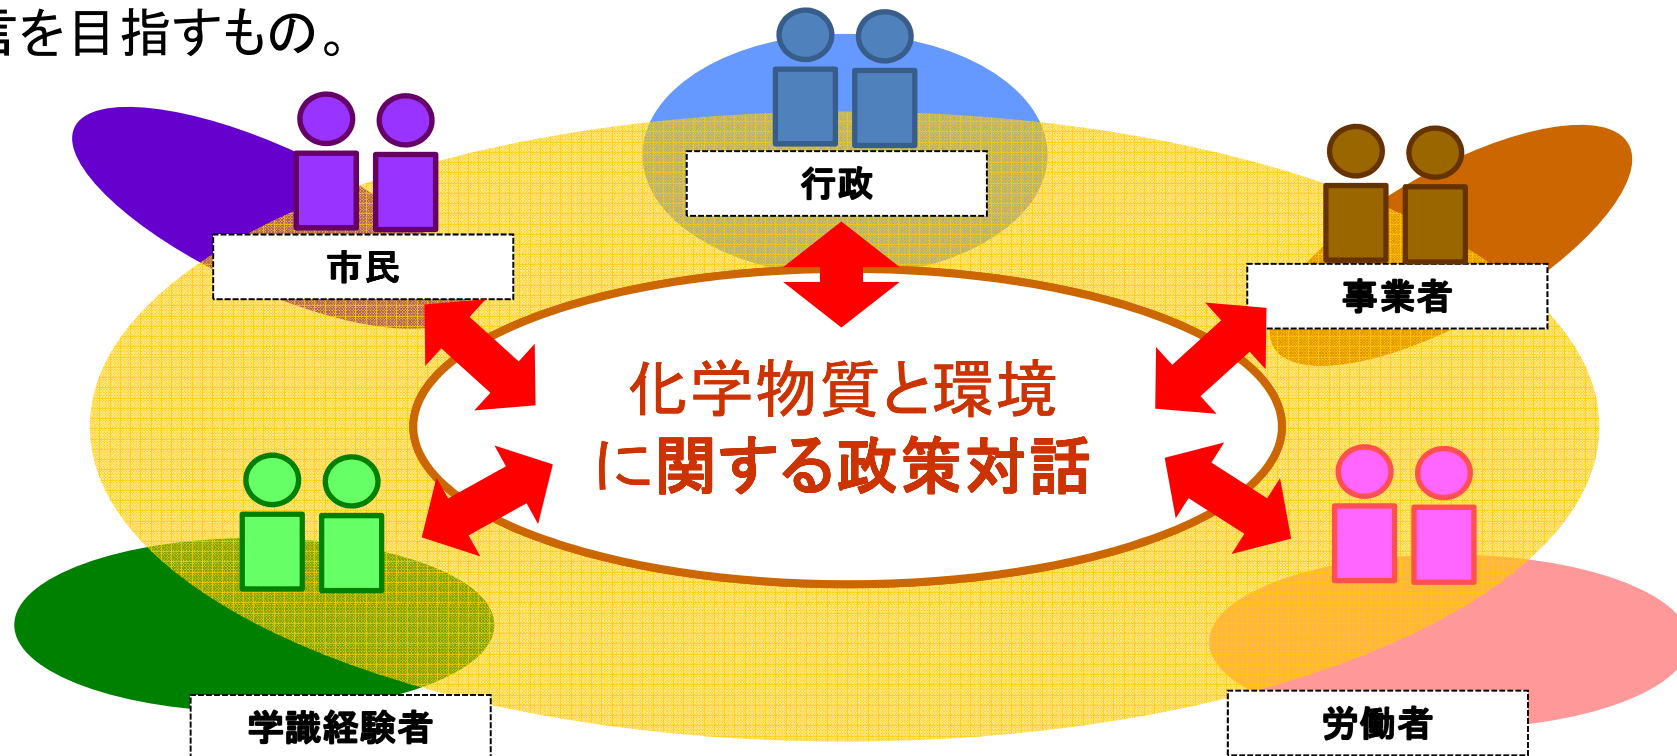 言を目指すもの。
行政
市民
事業者
化学物質と環境
に関する政策対話
学識経験者
労働者